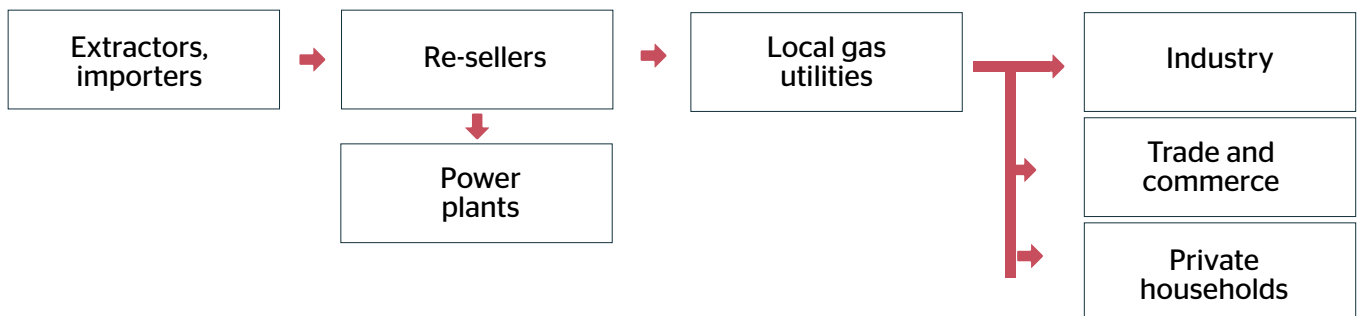 Extractors,
importers
Re-sellers
Local gas
utilities
Industry
Power
plants
Trade and
commerce
Private
households